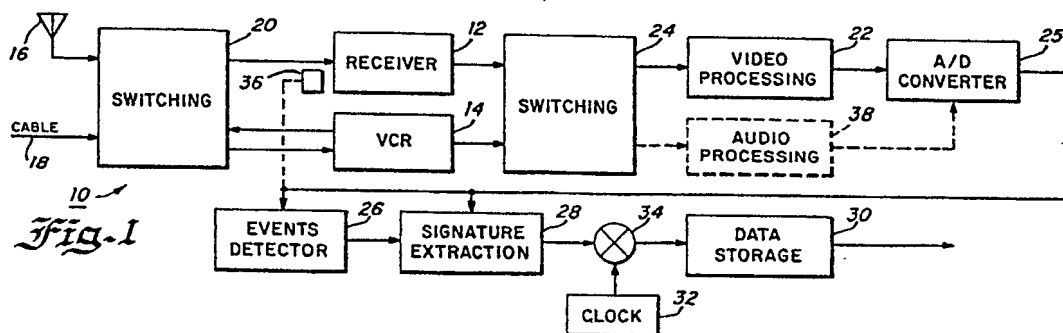 16
20
SWITCHING
CABLE
18
36
RECEIVER
12
VCR
14
24
SWITCHING
VIDEO
PROCESSING
22
AUDIO
PROCESSING
38
A/D
CONVERTER
25
10
Fig-1
EVENTS
DETECTOR
26
SIGNATURE
EXTRACTION
28
34
CLOCK
32
DATA
STORAGE
30